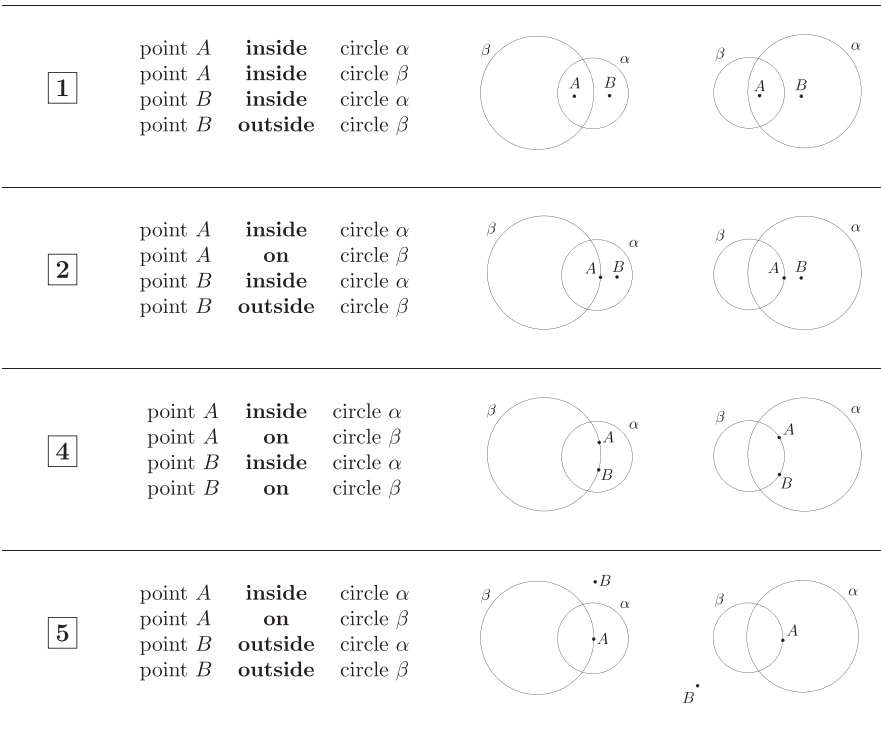 1
point A inside circle α
point A inside circle β
point B inside circle α
point B outside circle β
β α A B
β α A B
2
point A inside circle α
point A on circle β
point B inside circle α
point B outside circle β
β α A B
β α A B
4
point A inside circle α
point A on circle β
point B inside circle α
point B on circle β
β α A B
β α A B
5
point A inside circle α
point A on circle β
point B outside circle α
point B outside circle β
β B α A
β α A B